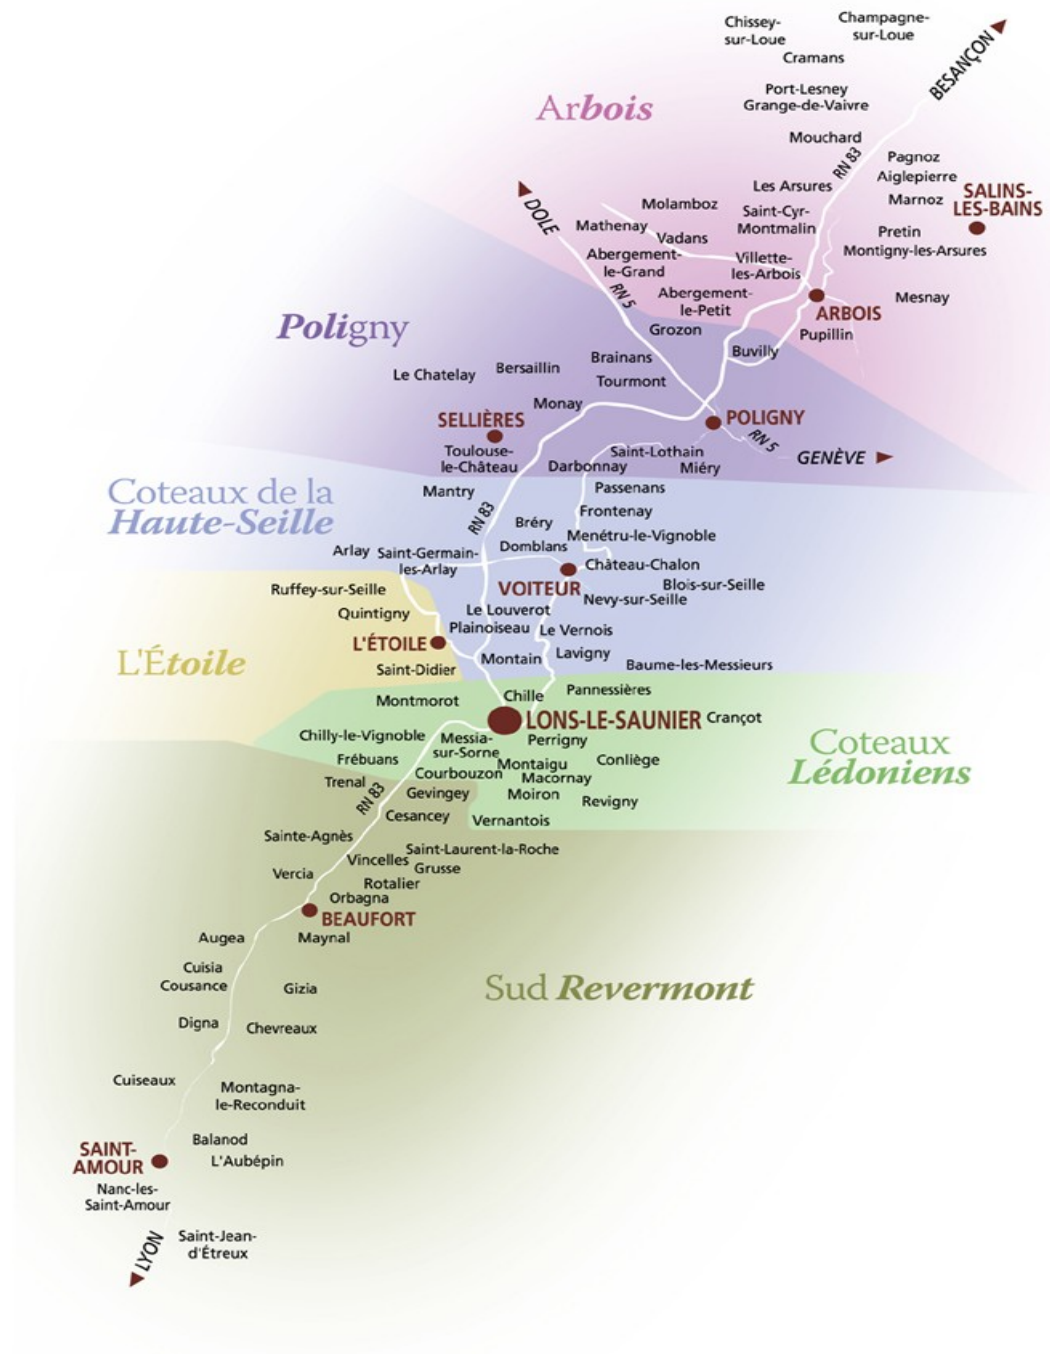 Chissey-
sur-Loue
Champagne-
sur-Loue
Cramans
BESANÇON
Port-Lesney
Grange-de-Vaivre
Arbois
Mouchard
RN 83
Pagnoz
Aiglepierre
Les Arsures
Marnoz
SALINS-
LES-BAINS
DOLE
Molamboz
Saint-Cyr-
Montmalin
Mathenay
Vadans
Pretin
Montigny-les-Arsures
Abergement-
le-Grand
Villette-
les-Arbois
RN 5
Abergement-
le-Petit
Mesnay
ARBOIS
Poligny
Grozon
Pupillin
Buvilly
Brainans
Bersaillin
Le Chatelay
Tourmont
Monay
SELLIÈRES
POLIGNY
RN 5
GENÈVE
Toulouse-
le-Château
Saint-Lothain
Darbonnay
Miéry
Coteaux de la
Haute-Seille
Mantry
Passenans
RN 83
Frontenay
Bréry
Menétru-le-Vignoble
Domblans
Arlay
Saint-Germain-
les-Arlay
Château-Chalon
VOITEUR
Blois-sur-Seille
Ruffey-sur-Seille
Nevy-sur-Seille
Quintigny
Le Louverot
Plainoiseau
Le Vernois
L'ÉTOILE
L'Étoile
Lavigny
Montain
Saint-Didier
Baume-les-Messieurs
Montmorot
Chille
Pannessières
LONS-LE-SAUNIER
Crançot
Chilly-le-Vignoble
Messia-
sur-Sorne
Perrigny
Coteaux
Lédoniens
Frébuans
Montaigu
Conliège
Courbouzon
Macornay
Trenal
RN 83
Gevingey
Moiron
Revigny
Cesancey
Vernantois
Sainte-Agnès
Saint-Laurent-la-Roche
Vincelles
Grusse
Vercia
Rotalier
Orbagna
BEAUFORT
Augea
Maynal
Cuisia
Cousance
Gizia
Sud Revermont
Digna
Chevreaux
Cuiseaux
Montagna-
le-Reconduit
Balanod
SAINT-
AMOUR
L'Aubépin
Nanc-les-
Saint-Amour
LYON
Saint-Jean-
d'Étreux